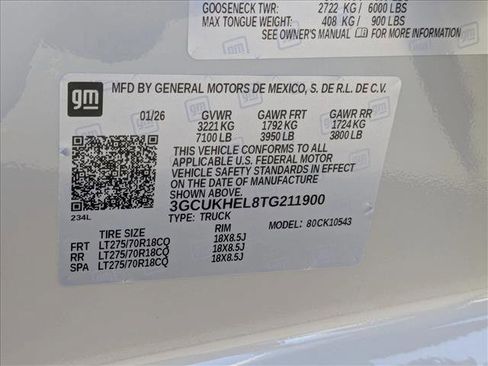 GOOSENECK TWR: 2722 KG / 6000 LBS
MAX TONGUE WEIGHT: 408 KG / 900 LBS
SEE OWNER'S MANUAL FOR MORE INFORMATION
gm
MFD BY GENERAL MOTORS DE MEXICO, S. DE R.L. DE C.V.
01/26 GVWR GAWR FRT GAWR RR
3221 KG 1792 KG 1724 KG
7100 LB 3950 LB 3800 LB
THIS VEHICLE CONFORMS TO ALL
APPLICABLE U.S. FEDERAL MOTOR
VEHICLE SAFETY STANDARDS IN
EFFECT ON THE DATE OF MANUFACTURE
SHOWN ABOVE.
3GCUKHEL8TG211900
234L
TYPE: TRUCK MODEL: 80CK10543
TIRE SIZE RIM
FRT LT275/70R18CQ 18X8.5J
RR LT275/70R18CQ 18X8.5J
SPA LT275/70R18CQ 18X8.5J